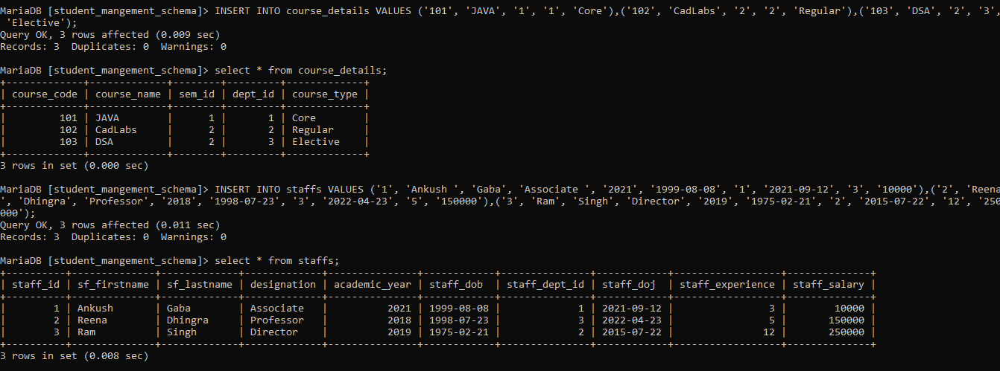 MariaDB [student_mangement_schema]> INSERT INTO course_details VALUES ('101', 'JAVA', '1', '1', 'Core'),('102', 'CadLabs', '2', '2', 'Regular'),('103', 'DSA', '2', '3',
 'Elective');
Query OK, 3 rows affected (0.009 sec)
Records: 3  Duplicates: 0  Warnings: 0

MariaDB [student_mangement_schema]> select * from course_details;
+-------------+-------------+--------+---------+-------------+
| course_code | course_name | sem_id | dept_id | course_type |
+-------------+-------------+--------+---------+-------------+
|         101 | JAVA        |      1 |       1 | Core        |
|         102 | CadLabs     |      2 |       2 | Regular     |
|         103 | DSA         |      2 |       3 | Elective    |
+-------------+-------------+--------+---------+-------------+
3 rows in set (0.000 sec)

MariaDB [student_mangement_schema]> INSERT INTO staffs VALUES ('1', 'Ankush ', 'Gaba', 'Associate ', '2021', '1999-08-08', '1', '2021-09-12', '3', '10000'),('2', 'Reena
', 'Dhingra', 'Professor', '2018', '1998-07-23', '3', '2022-04-23', '5', '150000'),('3', 'Ram', 'Singh', 'Director', '2019', '1975-02-21', '2', '2015-07-22', '12', '250
000');
Query OK, 3 rows affected (0.011 sec)
Records: 3  Duplicates: 0  Warnings: 0

MariaDB [student_mangement_schema]> select * from staffs;
+----------+--------------+-------------+-------------+---------------+------------+---------------+------------+------------------+--------------+
| staff_id | sf_firstname | sf_lastname | designation | academic_year | staff_dob  | staff_dept_id | staff_doj  | staff_experience | staff_salary |
+----------+--------------+-------------+-------------+---------------+------------+---------------+------------+------------------+--------------+
|        1 | Ankush       | Gaba        | Associate   |          2021 | 1999-08-08 |             1 | 2021-09-12 |                3 |        10000 |
|        2 | Reena        | Dhingra     | Professor   |          2018 | 1998-07-23 |             3 | 2022-04-23 |                5 |       150000 |
|        3 | Ram          | Singh       | Director    |          2019 | 1975-02-21 |             2 | 2015-07-22 |               12 |       250000 |
+----------+--------------+-------------+-------------+---------------+------------+---------------+------------+------------------+--------------+
3 rows in set (0.008 sec)